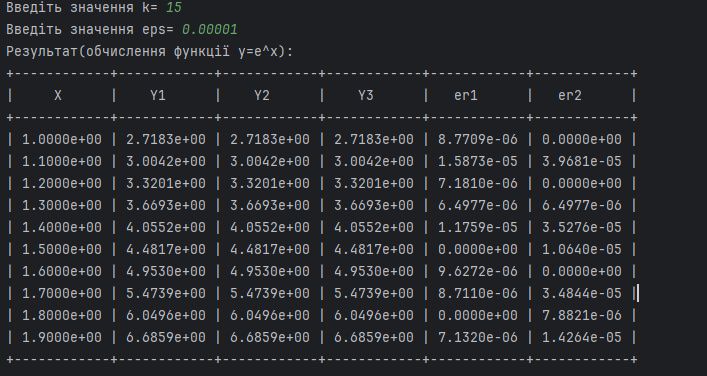 Введіть значення k= 15
Введіть значення eps= 0.00001
Результат(обчислення функції y=e^x):
+------------+------------+------------+------------+------------+------------+
|     X      |    Y1      |    Y2      |    Y3      |   er1      |   er2      |
+------------+------------+------------+------------+------------+------------+
| 1.0000e+00 | 2.7183e+00 | 2.7183e+00 | 2.7183e+00 | 8.7709e-06 | 0.0000e+00 |
| 1.1000e+00 | 3.0042e+00 | 3.0042e+00 | 3.0042e+00 | 1.5873e-05 | 3.9681e-05 |
| 1.2000e+00 | 3.3201e+00 | 3.3201e+00 | 3.3201e+00 | 7.1810e-06 | 0.0000e+00 |
| 1.3000e+00 | 3.6693e+00 | 3.6693e+00 | 3.6693e+00 | 6.4977e-06 | 6.4977e-06 |
| 1.4000e+00 | 4.0552e+00 | 4.0552e+00 | 4.0552e+00 | 1.1759e-05 | 3.5276e-05 |
| 1.5000e+00 | 4.4817e+00 | 4.4817e+00 | 4.4817e+00 | 0.0000e+00 | 1.0640e-05 |
| 1.6000e+00 | 4.9530e+00 | 4.9530e+00 | 4.9530e+00 | 9.6272e-06 | 0.0000e+00 |
| 1.7000e+00 | 5.4739e+00 | 5.4739e+00 | 5.4739e+00 | 8.7110e-06 | 3.4844e-05 |
| 1.8000e+00 | 6.0496e+00 | 6.0496e+00 | 6.0496e+00 | 0.0000e+00 | 7.8821e-06 |
| 1.9000e+00 | 6.6859e+00 | 6.6859e+00 | 6.6859e+00 | 7.1320e-06 | 1.4264e-05 |
+------------+------------+------------+------------+------------+------------+